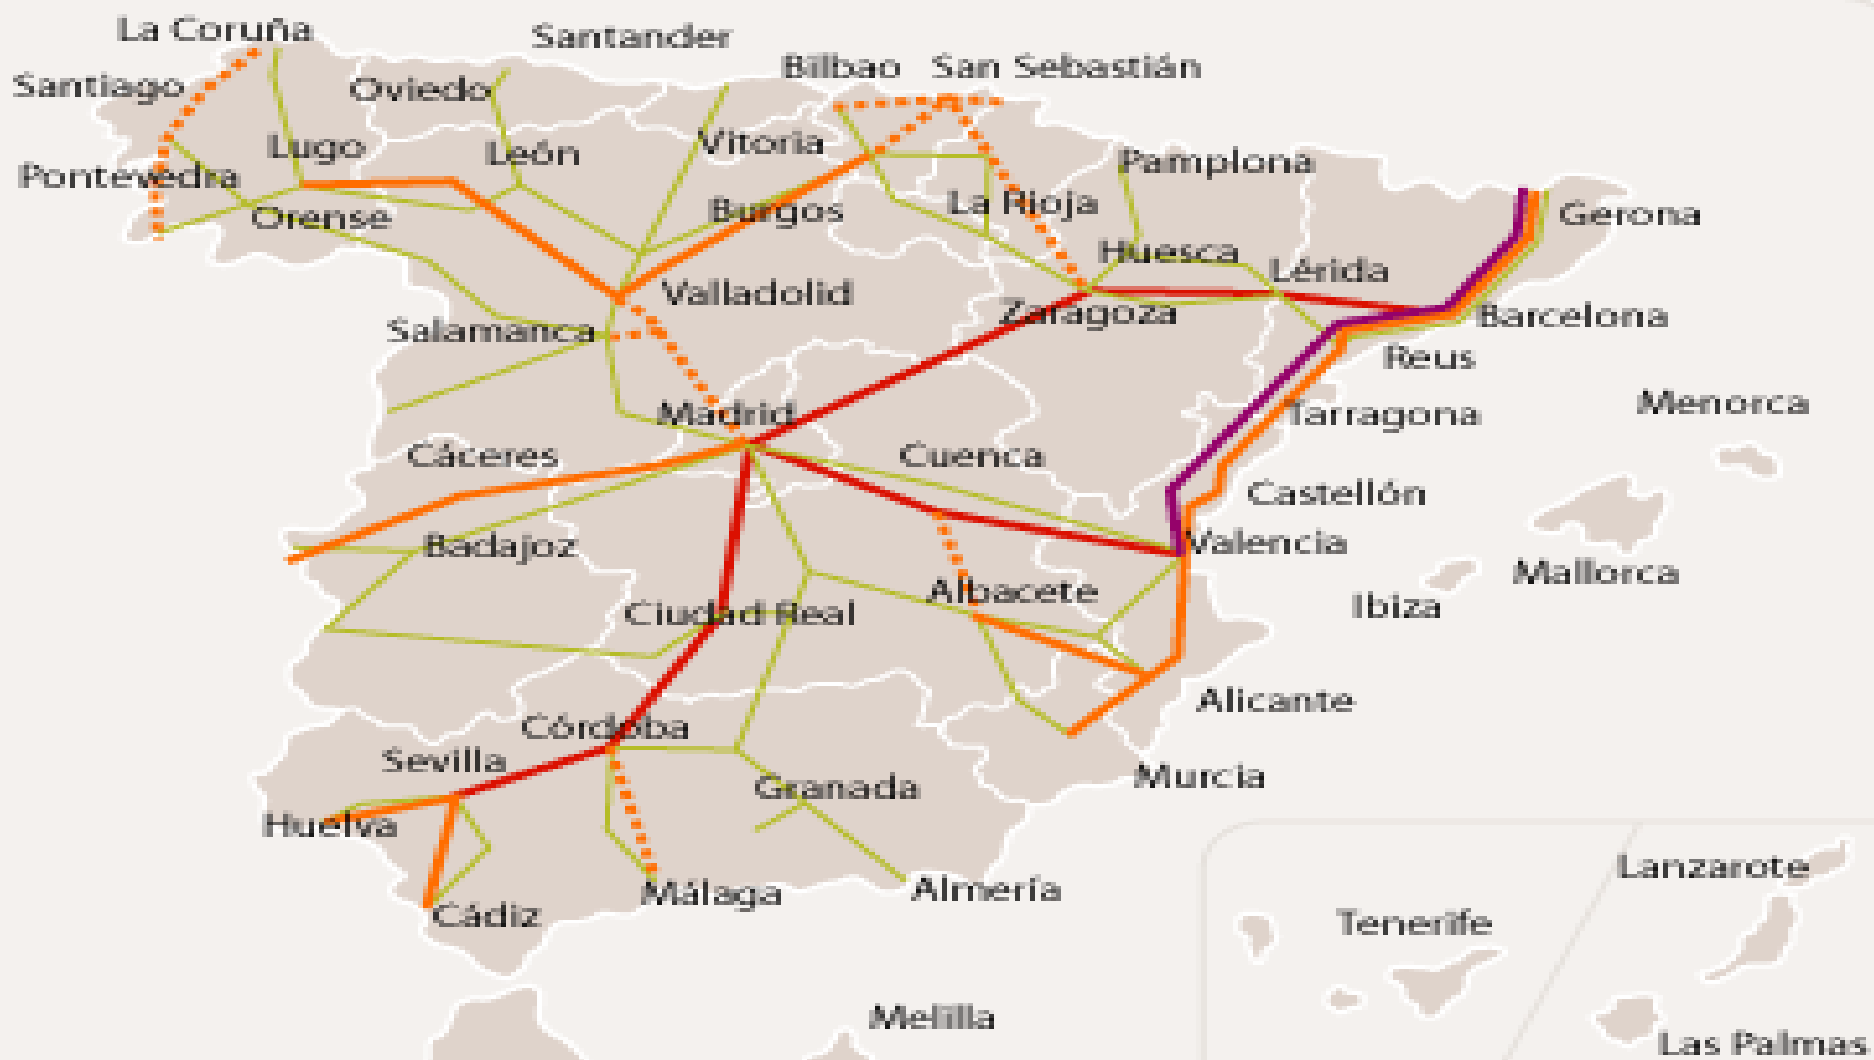 La Coruña
Santander
Bilbao
San Sebastián
Santiago
Oviedo
Vitoria
Lugo
León
Pamplona
Pontevedra
Orense
Burgos
La Rioja
Gerona
Huesca
Lérida
Valladolid
Zaragoza
Barcelona
Salamanca
Reus
Madrid
Tarragona
Menorca
Cáceres
Cuenca
Castellón
Badajoz
Valencia
Mallorca
Albacete
Ibiza
Ciudad Real
Alicante
Córdoba
Sevilla
Murcia
Granada
Huelva
Málaga
Almería
Cádiz
Lanzarote
Tenerife
Melilla
Las Palmas